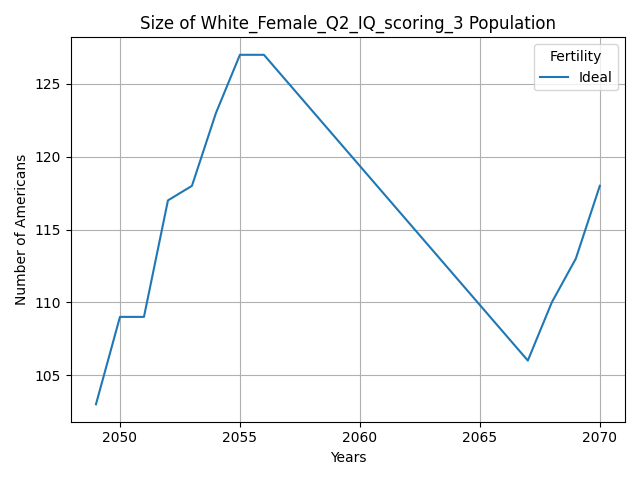 Size of White_Female_Q2_IQ_scoring_3 Population
Fertility
Ideal
Number of Americans
125
120
115
110
105
2050 2055 2060 2065 2070
Years